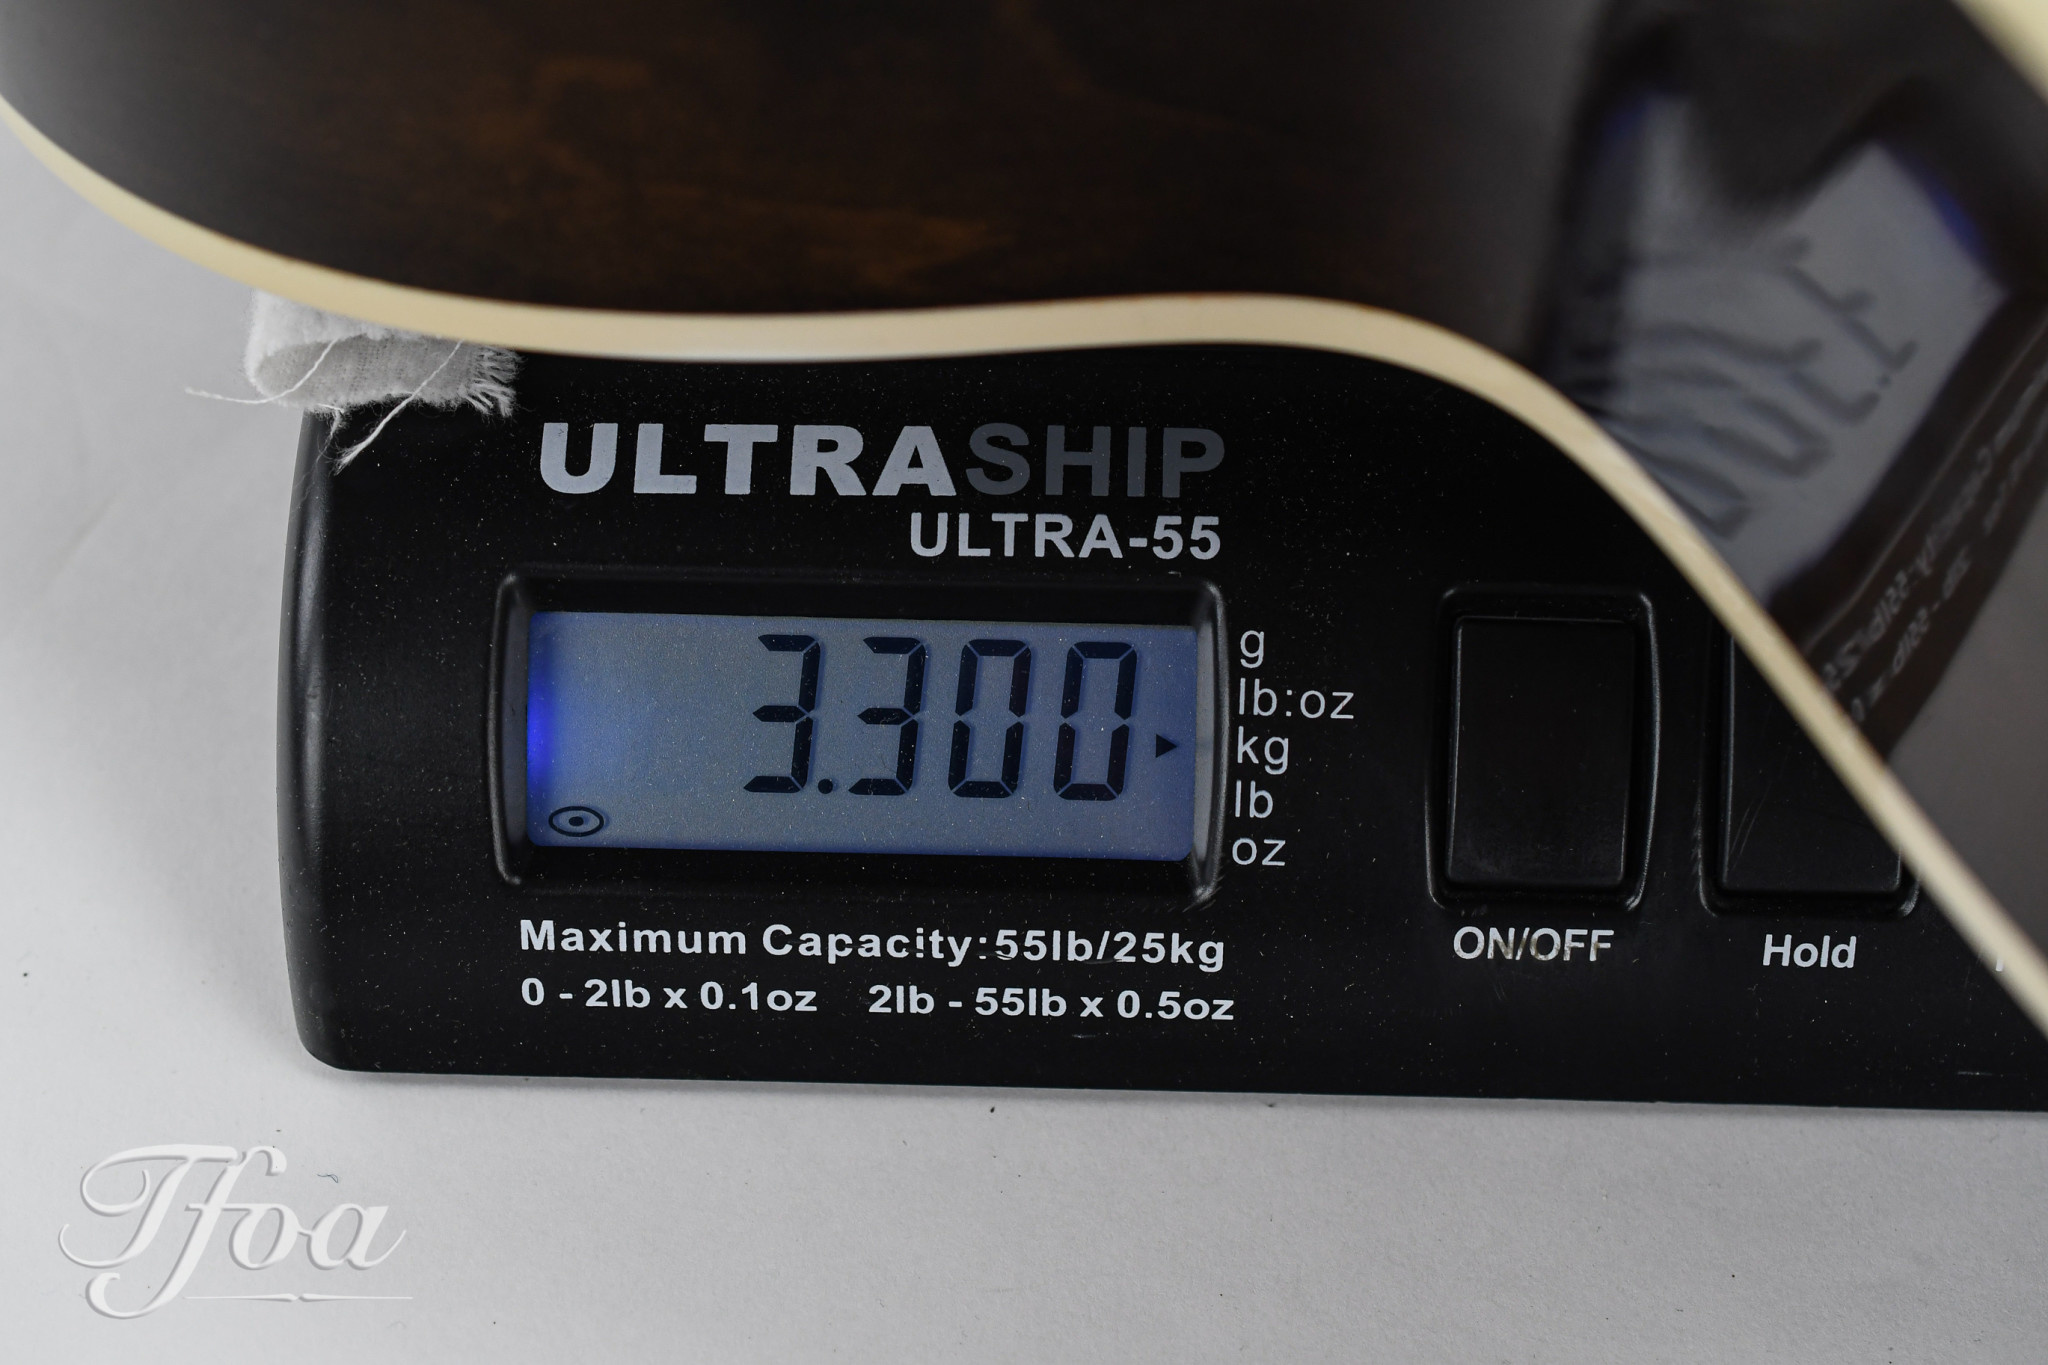 ULTRASHIP
ULTRA-55
3.300
g
lb:oz
kg
lb
oz
Maximum Capacity:55lb/25kg
0 - 2lb x 0.1oz 2lb - 55lb x 0.5oz
ON/OFF
Hold
Tfoa